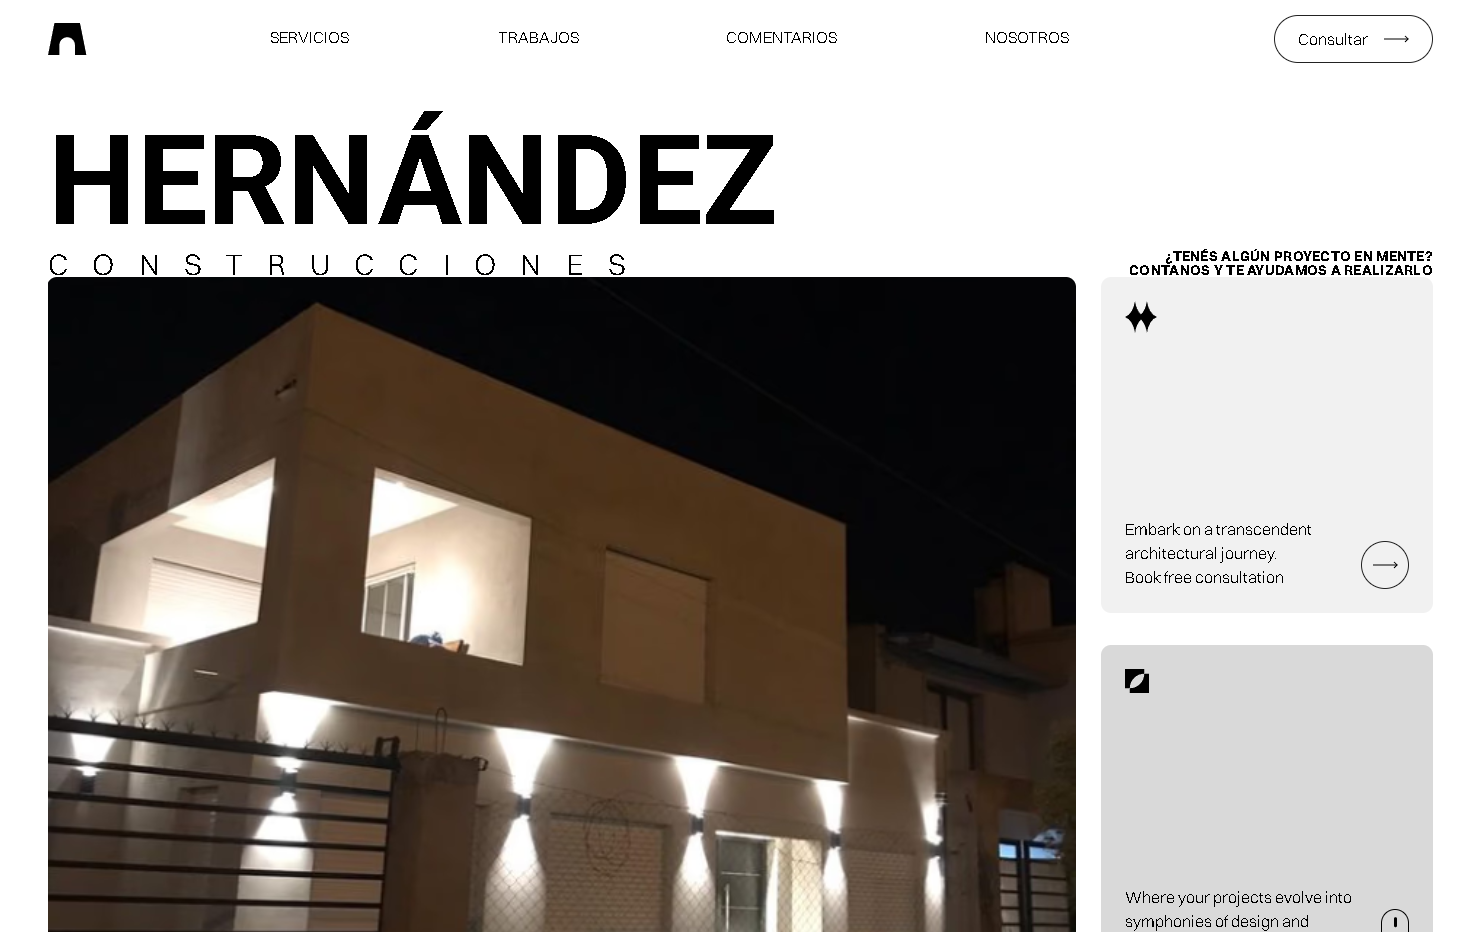 SERVICIOS
TRABAJOS
COMENTARIOS
NOSOTROS
Consultar
HERNÁNDEZ
CONSTRUCCIONES
¿TENÉS ALGÚN PROYECTO EN MENTE?
CONTANOS Y TE AYUDAMOS A REALIZARLO
Embark on a transcendent
architectural journey.
Book free consultation
Where your projects evolve into
symphonies of design and